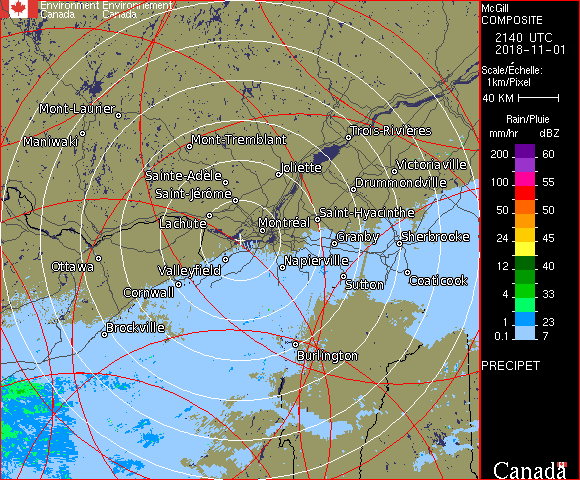 Environment Environnement
Canada Canada
McGill
COMPOSITE
2140 UTC
2018-11-01
Scale/Échelle:
1km/Pixel
40 KM
Rain/Pluie
mm/hr dBZ
200 60
100 55
50 50
24 45
12 40
4 33
1 23
0.1 7
PRECIPET
Canada
Mont-Laurier
Maniwaki
Mont-Tremblant
Trois-Rivières
Sainte-Adèle
Joliette
Victoriaville
Saint-Jérôme
Drummondville
Lachute
Montréal
Saint-Hyacinthe
Granby
Sherbrooke
Ottawa
Valleyfield
Napierville
Cornwall
Sutton
Coaticook
Brockville
Burlington